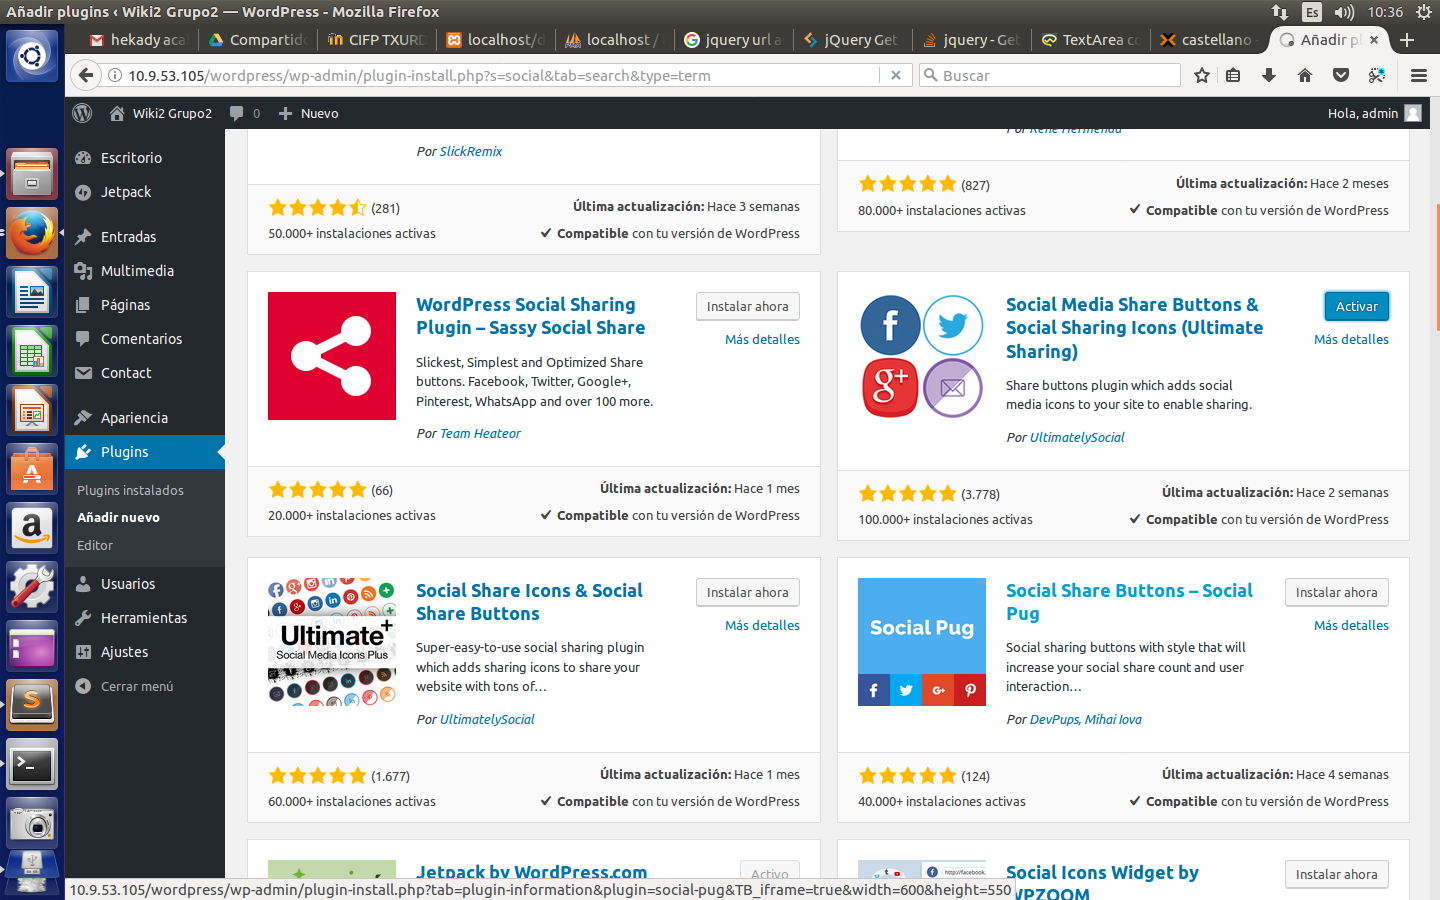 Añadir plugins ‹ Wiki2 Grupo2 — WordPress - Mozilla Firefox
Es
10:36
hekady aca
Compartido
CIFP TXURD
localhost/d
localhost /
jquery url a
jQuery Get
jquery - Get
TextArea co
castellano -
Añadir pl
10.9.53.105/wordpress/wp-admin/plugin-install.php?s=social&tab=search&type=term
Buscar
Wiki2 Grupo2
0
Nuevo
Hola, admin
Escritorio
Jetpack
Entradas
Multimedia
Páginas
Comentarios
Contact
Apariencia
Plugins
Plugins instalados
Añadir nuevo
Editor
Usuarios
Herramientas
Ajustes
Cerrar menú
Por SlickRemix
(281)
Última actualización: Hace 3 semanas
50.000+ instalaciones activas
Compatible con tu versión de WordPress
(827)
Última actualización: Hace 2 meses
80.000+ instalaciones activas
Compatible con tu versión de WordPress
WordPress Social Sharing
Plugin – Sassy Social Share
Instalar ahora
Más detalles
Slickest, Simplest and Optimized Share
buttons. Facebook, Twitter, Google+,
Pinterest, WhatsApp and over 100 more.
Por Team Heateor
(66)
Última actualización: Hace 1 mes
20.000+ instalaciones activas
Compatible con tu versión de WordPress
Social Media Share Buttons &
Social Sharing Icons (Ultimate
Sharing)
Activar
Más detalles
Share buttons plugin which adds social
media icons to your site to enable sharing.
Por UltimatelySocial
(3.778)
Última actualización: Hace 2 semanas
100.000+ instalaciones activas
Compatible con tu versión de WordPress
Ultimate+
Social Media Icons Plus
Social Share Icons & Social
Share Buttons
Instalar ahora
Más detalles
Super-easy-to-use social sharing plugin
which adds sharing icons to share your
website with tons of…
Por UltimatelySocial
(1.677)
Última actualización: Hace 1 mes
60.000+ instalaciones activas
Compatible con tu versión de WordPress
Social Pug
Social Share Buttons – Social
Pug
Instalar ahora
Más detalles
Social sharing buttons with style that will
increase your social share count and user
interaction…
Por DevPups, Mihai Iova
(124)
Última actualización: Hace 4 semanas
40.000+ instalaciones activas
Compatible con tu versión de WordPress
Jetpack by WordPress.com
Activo
http://facebook.
Social Icons Widget by
WPZOOM
Instalar ahora
10.9.53.105/wordpress/wp-admin/plugin-install.php?tab=plugin-information&plugin=social-pug&TB_iframe=true&width=600&height=550